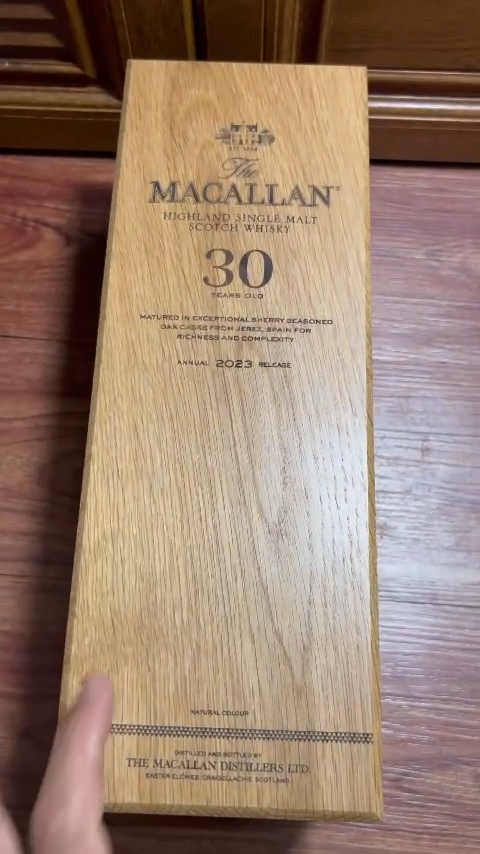 EST. 1824
The
MACALLAN®
HIGHLAND SINGLE MALT
SCOTCH WHISKY
30
YEARS OLD
MATURED IN EXCEPTIONAL SHERRY SEASONED
OAK CASKS FROM JEREZ, SPAIN FOR
RICHNESS AND COMPLEXITY
ANNUAL 2023 RELEASE
NATURAL COLOUR
DISTILLED AND BOTTLED BY
THE MACALLAN DISTILLERS LTD.
EASTER ELCHIES CRAIGELLACHIE SCOTLAND